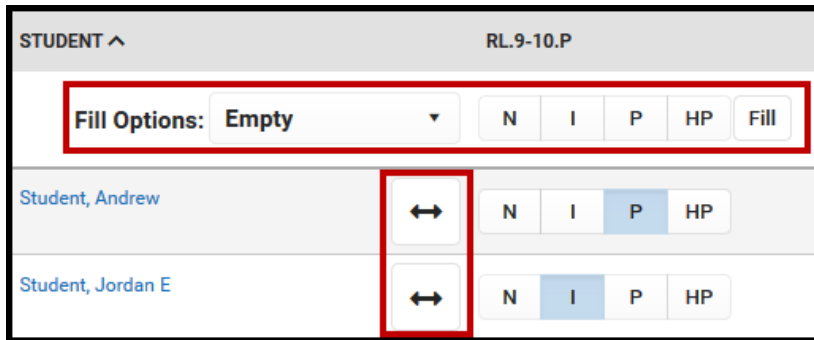 STUDENT RL.9-10.P
Fill Options: Empty N I P HP Fill
Student, Andrew N I P HP
Student, Jordan E N I P HP